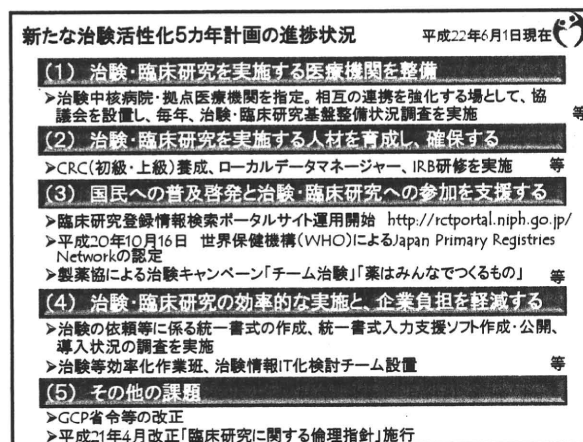 新たな治験活性化5カ年計画の進捗状況 平成22年6月1日現在
(1) 治験・臨床研究を実施する医療機関を整備
➢治験中核病院・拠点医療機関を指定。相互の連携を強化する場として、協
議会を設置し、毎年、治験・臨床研究基盤整備状況調査を実施 等
(2) 治験・臨床研究を実施する人材を育成し、確保する
➢CRC(初級・上級)養成、ローカルデータマネージャー、IRB研修を実施 等
(3) 国民への普及啓発と治験・臨床研究への参加を支援する
➢臨床研究登録情報検索ポータルサイト運用開始 http://rctportal.niph.go.jp/
➢平成20年10月16日 世界保健機構(WHO)によるJapan Primary Registries
Networkの認定
➢製薬協による治験キャンペーン「チーム治験」「薬はみんなでつくるもの」 等
(4) 治験・臨床研究の効率的な実施と、企業負担を軽減する
➢治験の依頼等に係る統一書式の作成、統一書式入力支援ソフト作成・公開、
導入状況の調査を実施
➢治験等効率化作業班、治験情報IT化検討チーム設置 等
(5) その他の課題
➢GCP省令等の改正
➢平成21年4月改正「臨床研究に関する倫理指針」施行